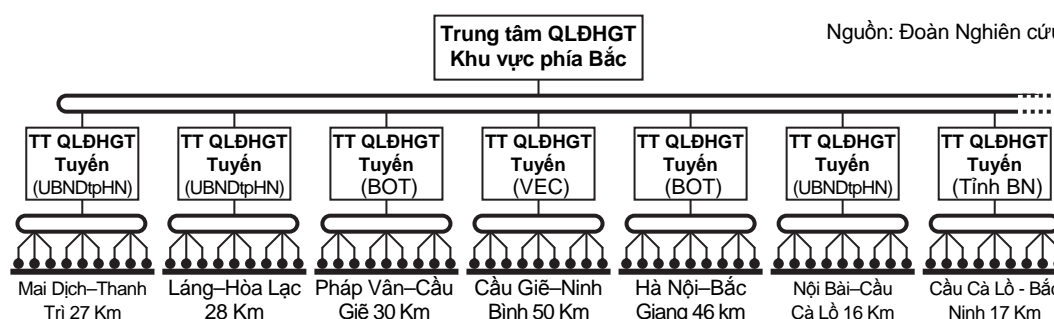 Trung tâm QLĐHGT
Khu vực phía Bắc
Nguồn: Đoàn Nghiên cứu
TT QLĐHGT
Tuyến
(UBNDtpHN)
TT QLĐHGT
Tuyến
(UBNDtpHN)
TT QLĐHGT
Tuyến
(BOT)
TT QLĐHGT
Tuyến
(VEC)
TT QLĐHGT
Tuyến
(BOT)
TT QLĐHGT
Tuyến
(UBNDtpHN)
TT QLĐHGT
Tuyến
(Tỉnh BN)
Mai Dịch–Thanh
Trì 27 Km
Láng–Hòa Lạc
28 Km
Pháp Vân–Cầu
Giẽ 30 Km
Cầu Giẽ–Ninh
Bình 50 Km
Hà Nội–Bắc
Giang 46 km
Nội Bài–Cầu
Cà Lồ 16 Km
Cầu Cà Lồ - Bắc
Ninh 17 Km